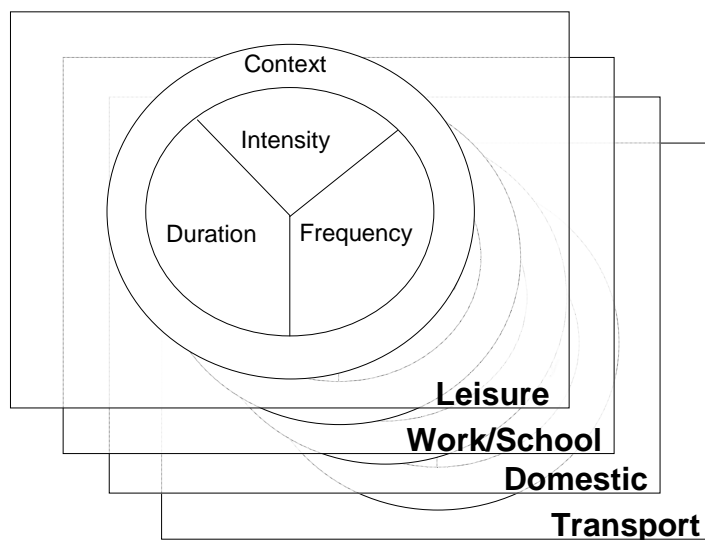 Context
Intensity
Duration
Frequency
Leisure
Work/School
Domestic
Transport